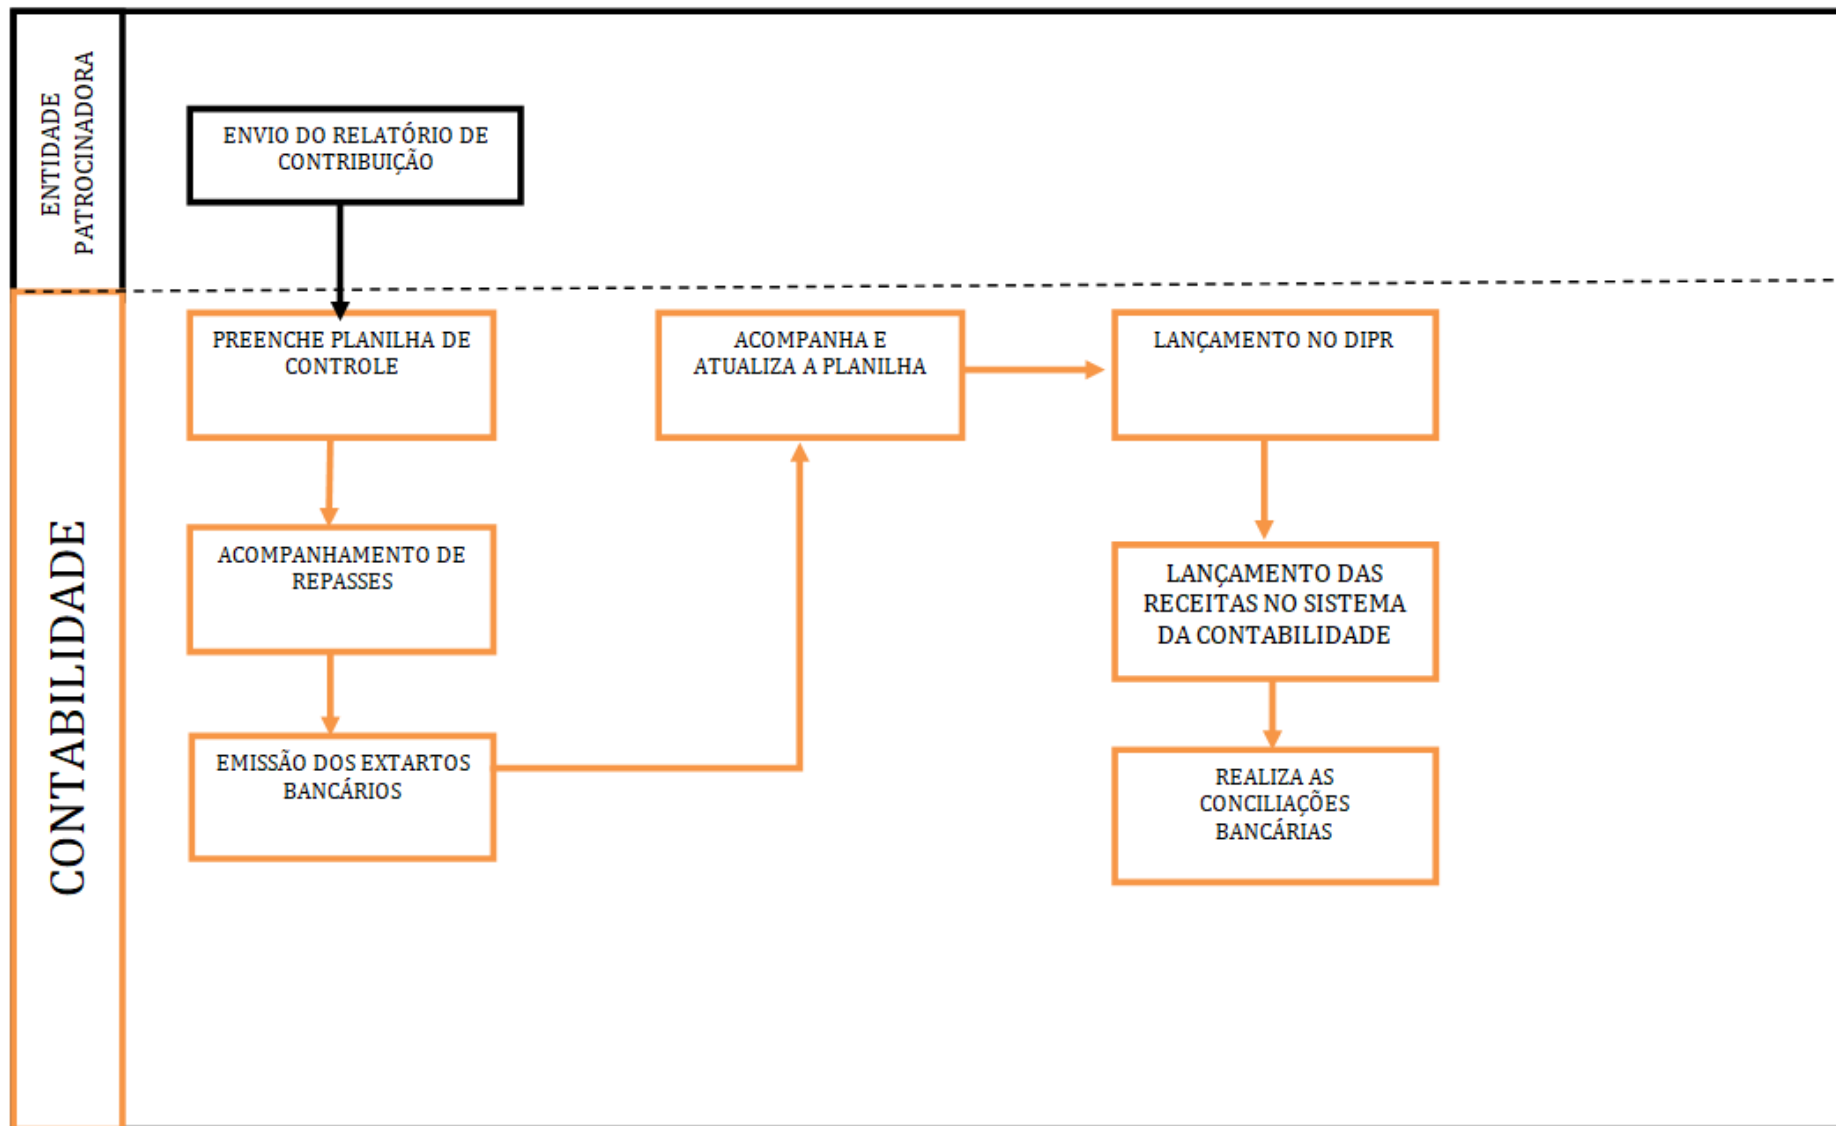 ENTIDADE
PATROCINADORA
ENVIO DO RELATÓRIO DE
CONTRIBUIÇÃO
CONTABILIDADE
PREENCHE PLANILHA DE
CONTROLE
ACOMPANHAMENTO DE
REPASSES
EMISSÃO DOS EXTARTOS
BANCÁRIOS
ACOMPANHA E
ATUALIZA A PLANILHA
LANÇAMENTO NO DIPR
LANÇAMENTO DAS
RECEITAS NO SISTEMA
DA CONTABILIDADE
REALIZA AS
CONCILIAÇÕES
BANCÁRIAS